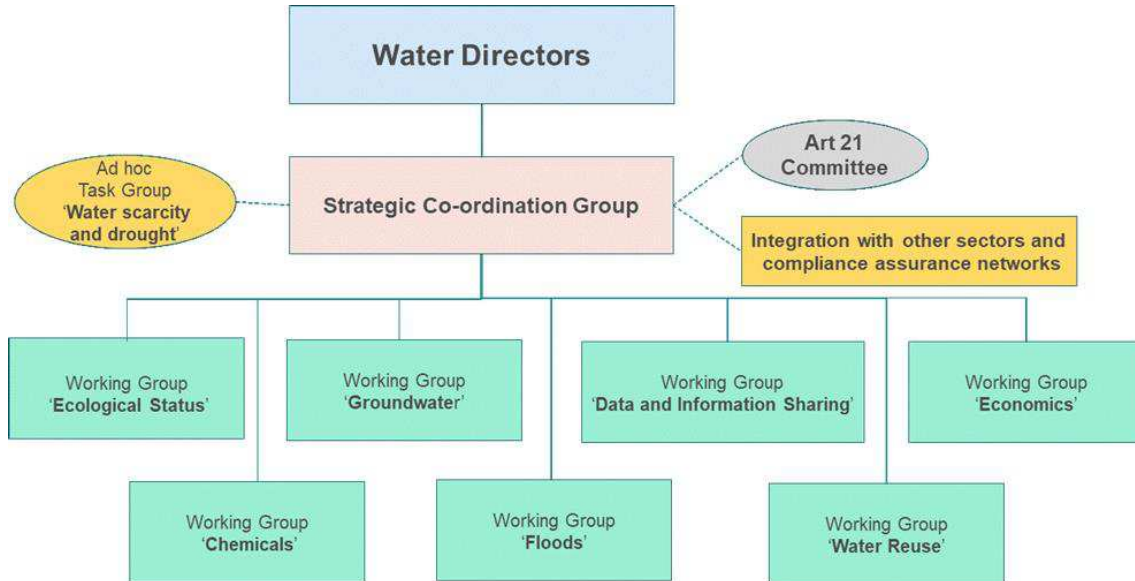 Water Directors
Ad hoc
Task Group
‘Water scarcity
and drought’
Strategic Co-ordination Group
Art 21
Committee
Integration with other sectors and
compliance assurance networks
Working Group
‘Ecological Status’
Working Group
‘Groundwater’
Working Group
‘Data and Information Sharing’
Working Group
‘Economics’
Working Group
‘Chemicals’
Working Group
‘Floods’
Working Group
‘Water Reuse’